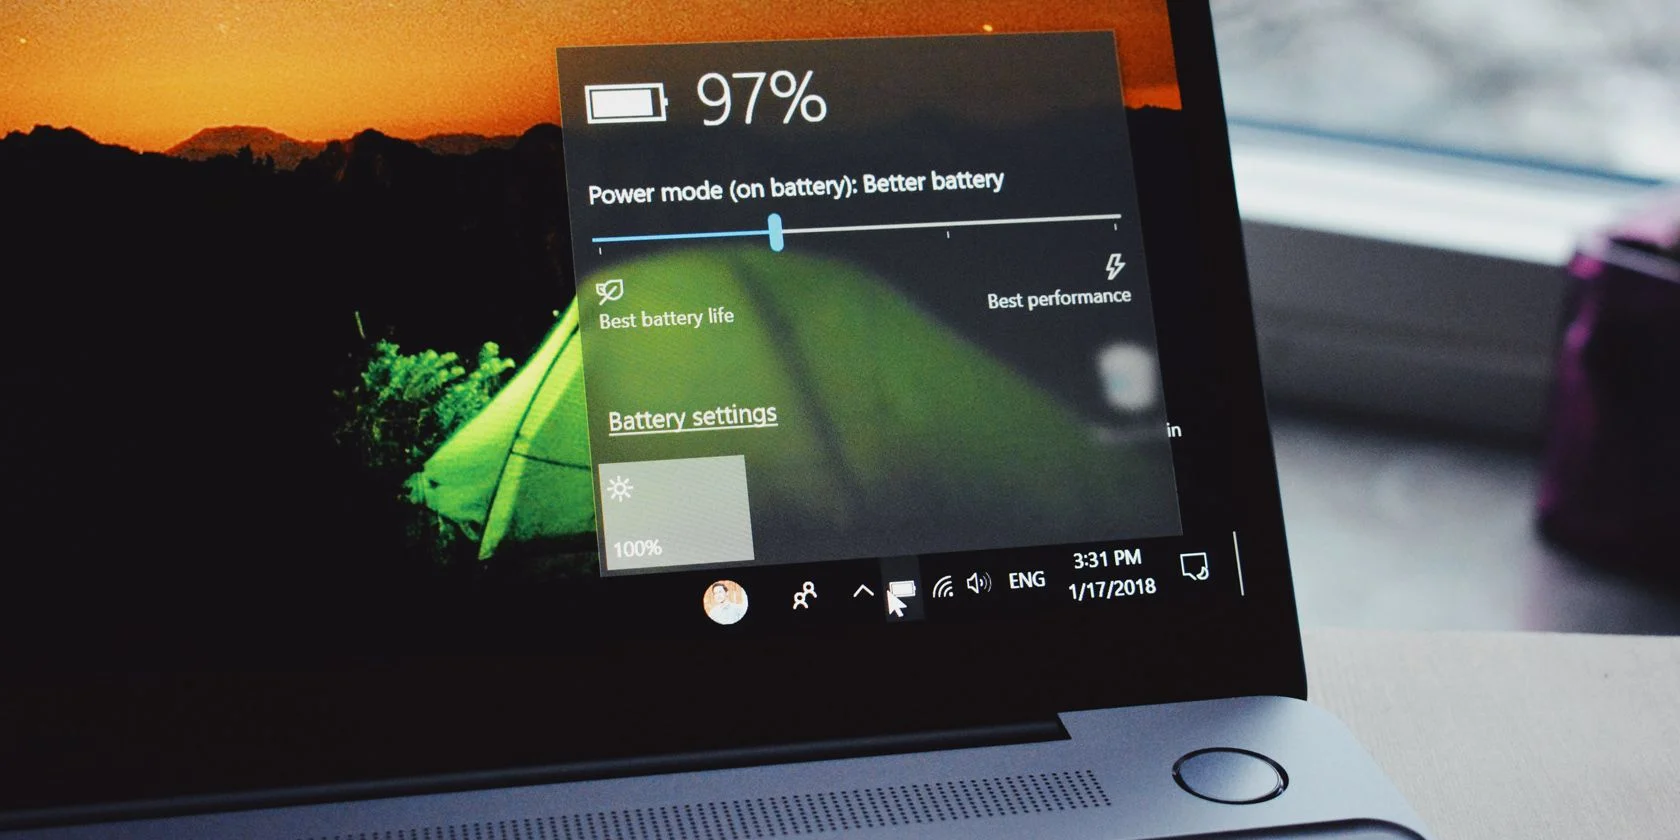 97%
Power mode (on battery): Better battery
Best battery life
Best performance
Battery settings
in
100%
ENG
3:31 PM
1/17/2018